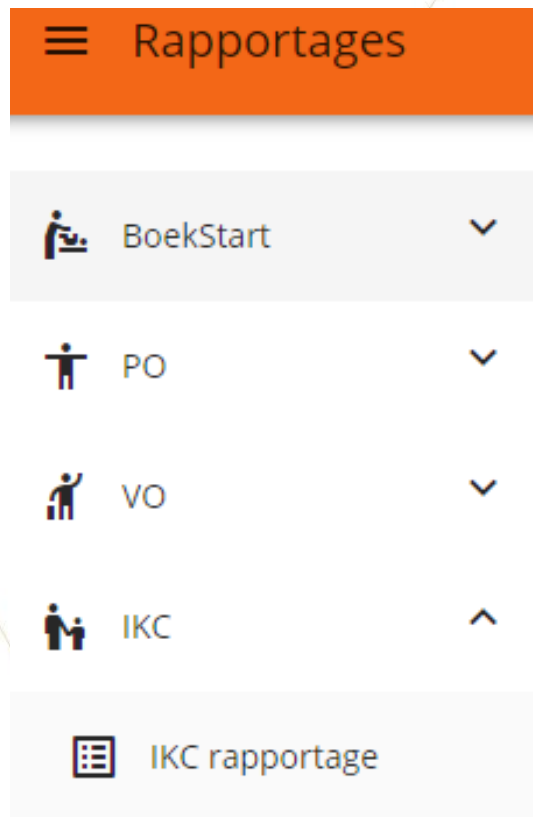 Rapportages
BoekStart
PO
VO
IKC
IKC rapportage